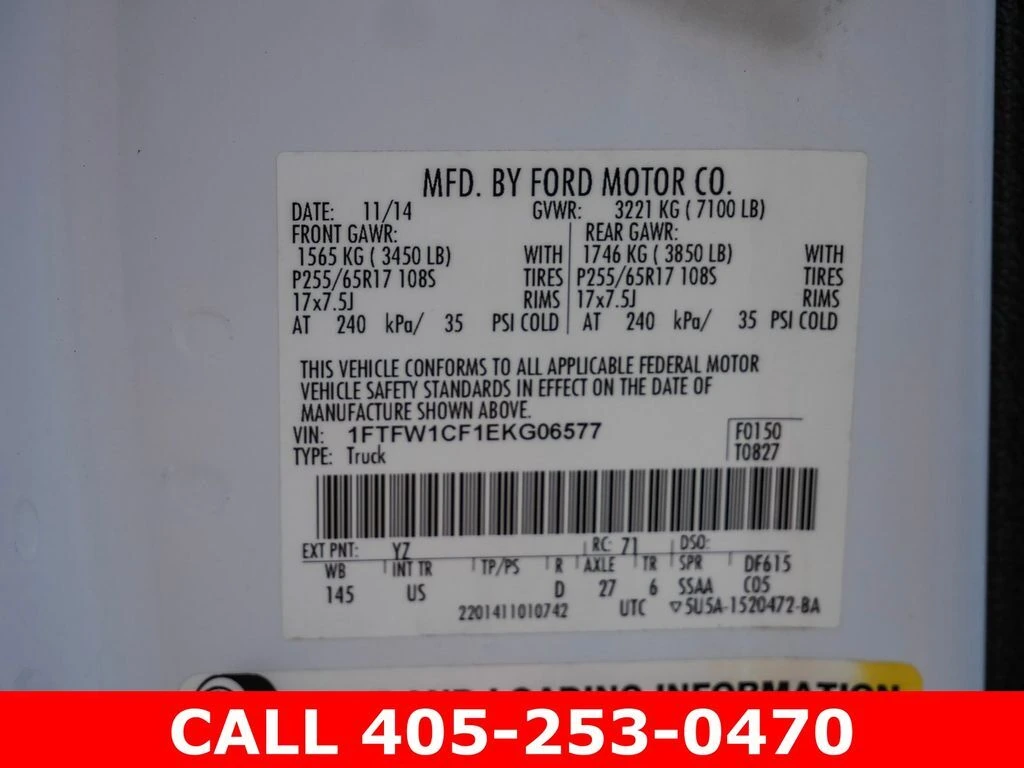 MFD. BY FORD MOTOR CO.
DATE: 11/14 GVWR: 3221 KG ( 7100 LB)
FRONT GAWR: REAR GAWR:
1565 KG ( 3450 LB) WITH 1746 KG ( 3850 LB) WITH
P255/65R17 108S TIRES P255/65R17 108S TIRES
17x7.5J RIMS 17x7.5J RIMS
AT 240 kPa/ 35 PSI COLD AT 240 kPa/ 35 PSI COLD
THIS VEHICLE CONFORMS TO ALL APPLICABLE FEDERAL MOTOR
VEHICLE SAFETY STANDARDS IN EFFECT ON THE DATE OF
MANUFACTURE SHOWN ABOVE.
VIN: 1FTFW1CF1EKG06577 F0150
TYPE: Truck T0827
EXT PNT: YZ RC: 71 DSO:
WB INT TR TP/PS R AXLE TR SPR DF615
145 US D 27 6 SSAA C05
2201411010742 UTC ▽5U5A-1520472-BA
LOADING INFORMATION
CALL 405-253-0470